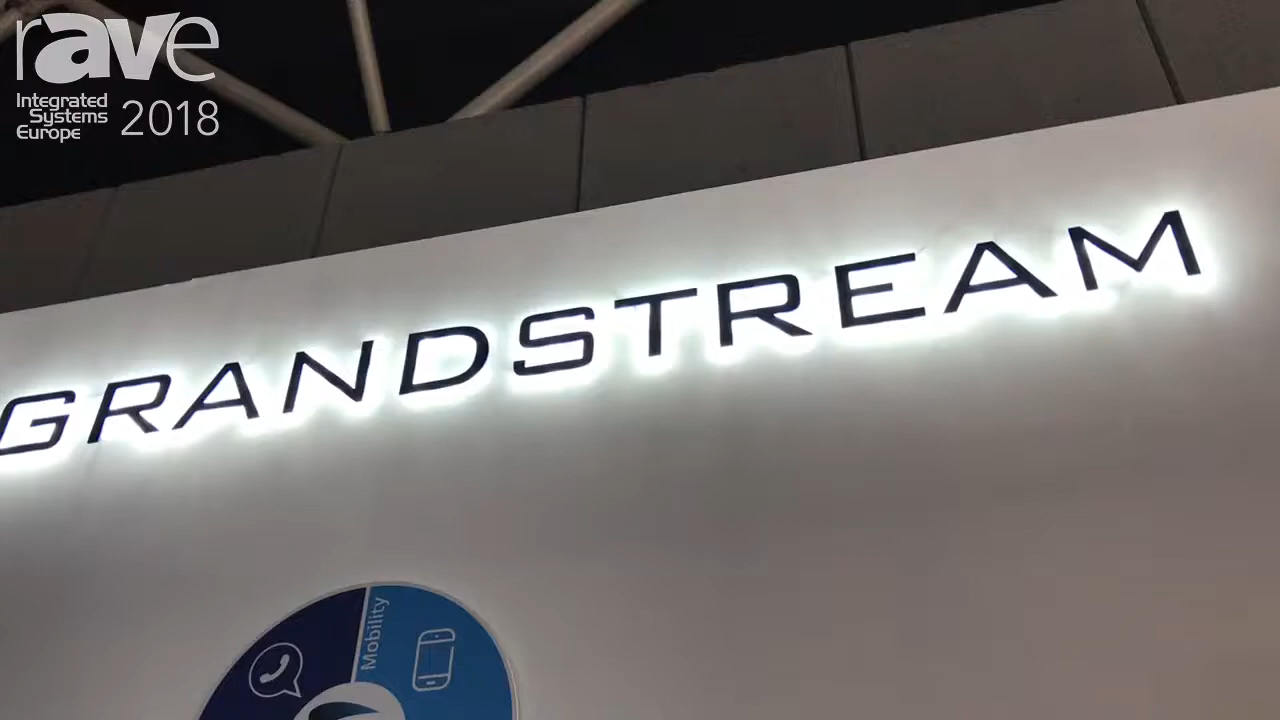 rAVe
Integrated
Systems
Europe
2018
GRANDSTREAM
Mobility